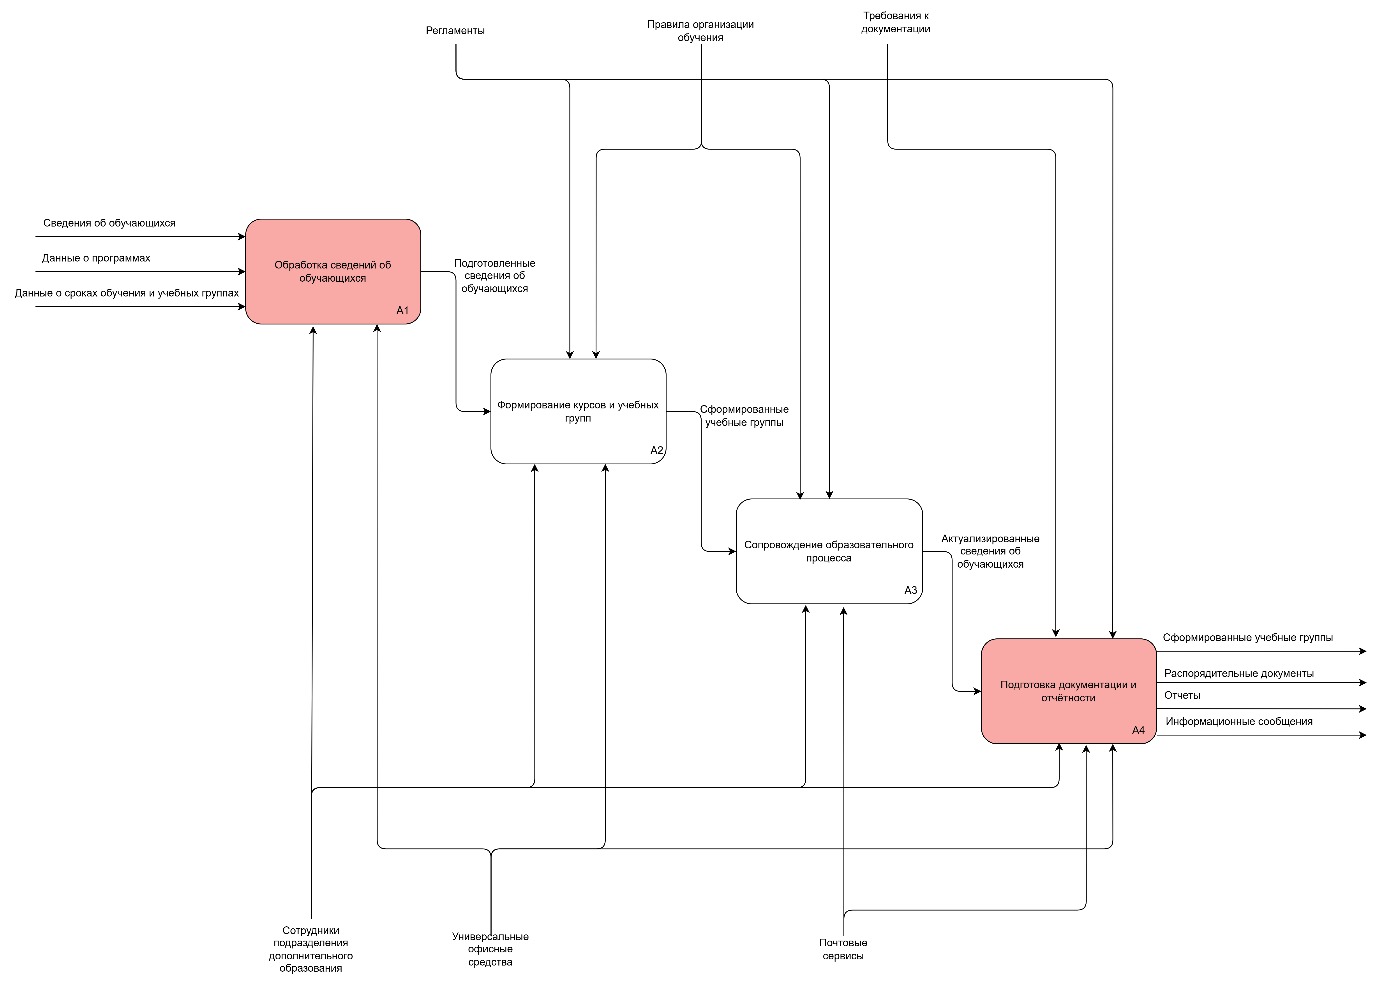 Регламенты
Правила организации
обучения
Требования к
документации
Сведения об обучающихся
Данные о программах
Данные о сроках обучения и учебных группах
Обработка сведений об
обучающихся
A1
Подготовленные
сведения об
обучающихся
Формирование курсов и учебных
групп
A2
Сформированные
учебные группы
Сопровождение образовательного
процесса
A3
Актуализированные
сведения об
обучающихся
Подготовка документации и
отчётности
A4
Сформированные учебные группы
Распорядительные документы
Отчеты
Информационные сообщения
Сотрудники
подразделения
дополнительного
образования
Универсальные
офисные
средства
Почтовые
сервисы